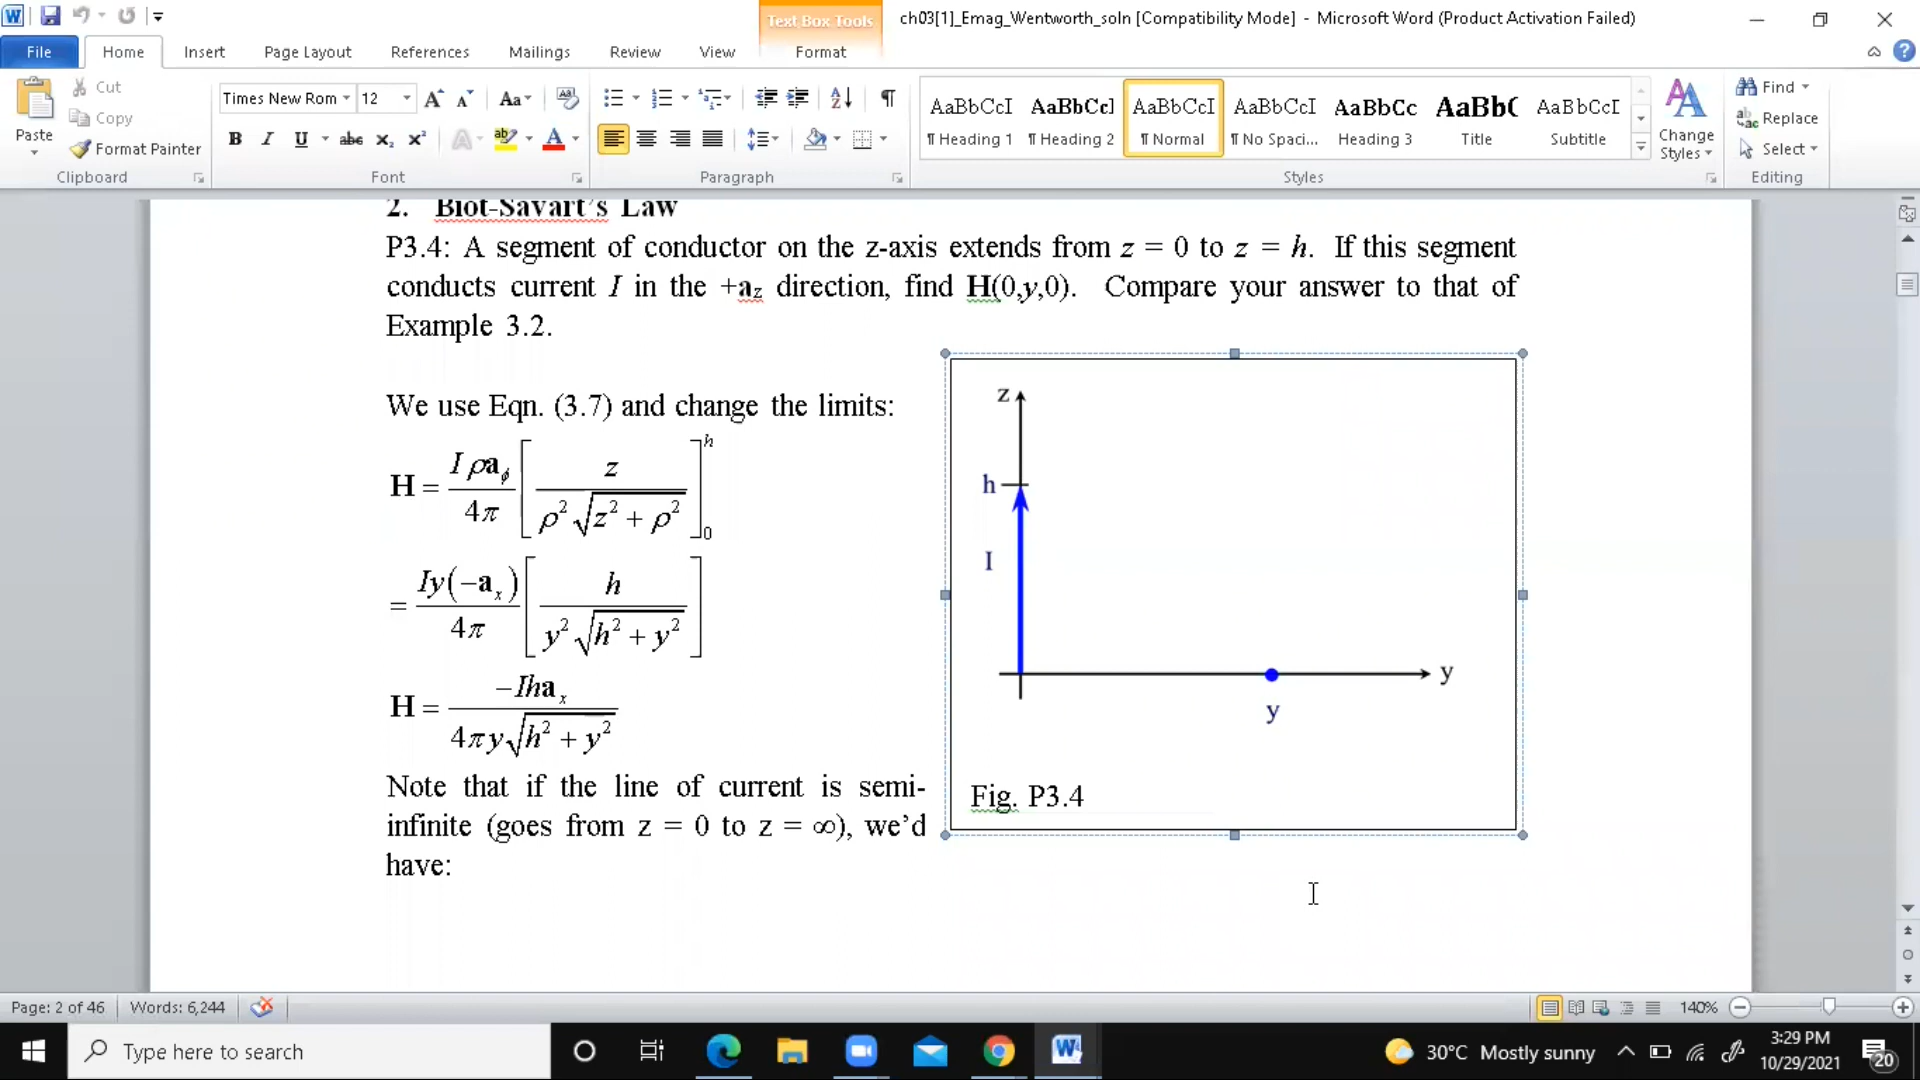 ch03[1]_Emag_Wentworth_soln [Compatibility Mode] - Microsoft Word (Product Activation Failed)
Text Box Tools
File Home Insert Page Layout References Mailings Review View Format
Paste
Cut
Copy
Format Painter
Clipboard
Times New Rom 12
Font
Paragraph
AaBbCcI AaBbCcI AaBbCcI AaBbCcI AaBbCc AaBbC AaBbCcI
¶ Heading 1 ¶ Heading 2 ¶ Normal ¶ No Spaci... Heading 3 Title Subtitle
Styles
Change Styles
Find
Replace
Select
Editing
2. Biot-Savart's Law
P3.4: A segment of conductor on the z-axis extends from z = 0 to z = h. If this segment
conducts current I in the +a_z direction, find H(0,y,0). Compare your answer to that of
Example 3.2.
We use Eqn. (3.7) and change the limits:
H = Iρa_ϕ / 4π [ z / ρ² √(z² + ρ²) ]₀^h
= Iy(−a_x) / 4π [ h / y² √(h² + y²) ]
H = −Iha_x / 4πy√(h² + y²)
Note that if the line of current is semi-
infinite (goes from z = 0 to z = ∞), we'd
have:
z
h
I
y
y
Fig. P3.4
Page: 2 of 46 Words: 6,244 140%
Type here to search
30°C Mostly sunny
3:29 PM
10/29/2021
20